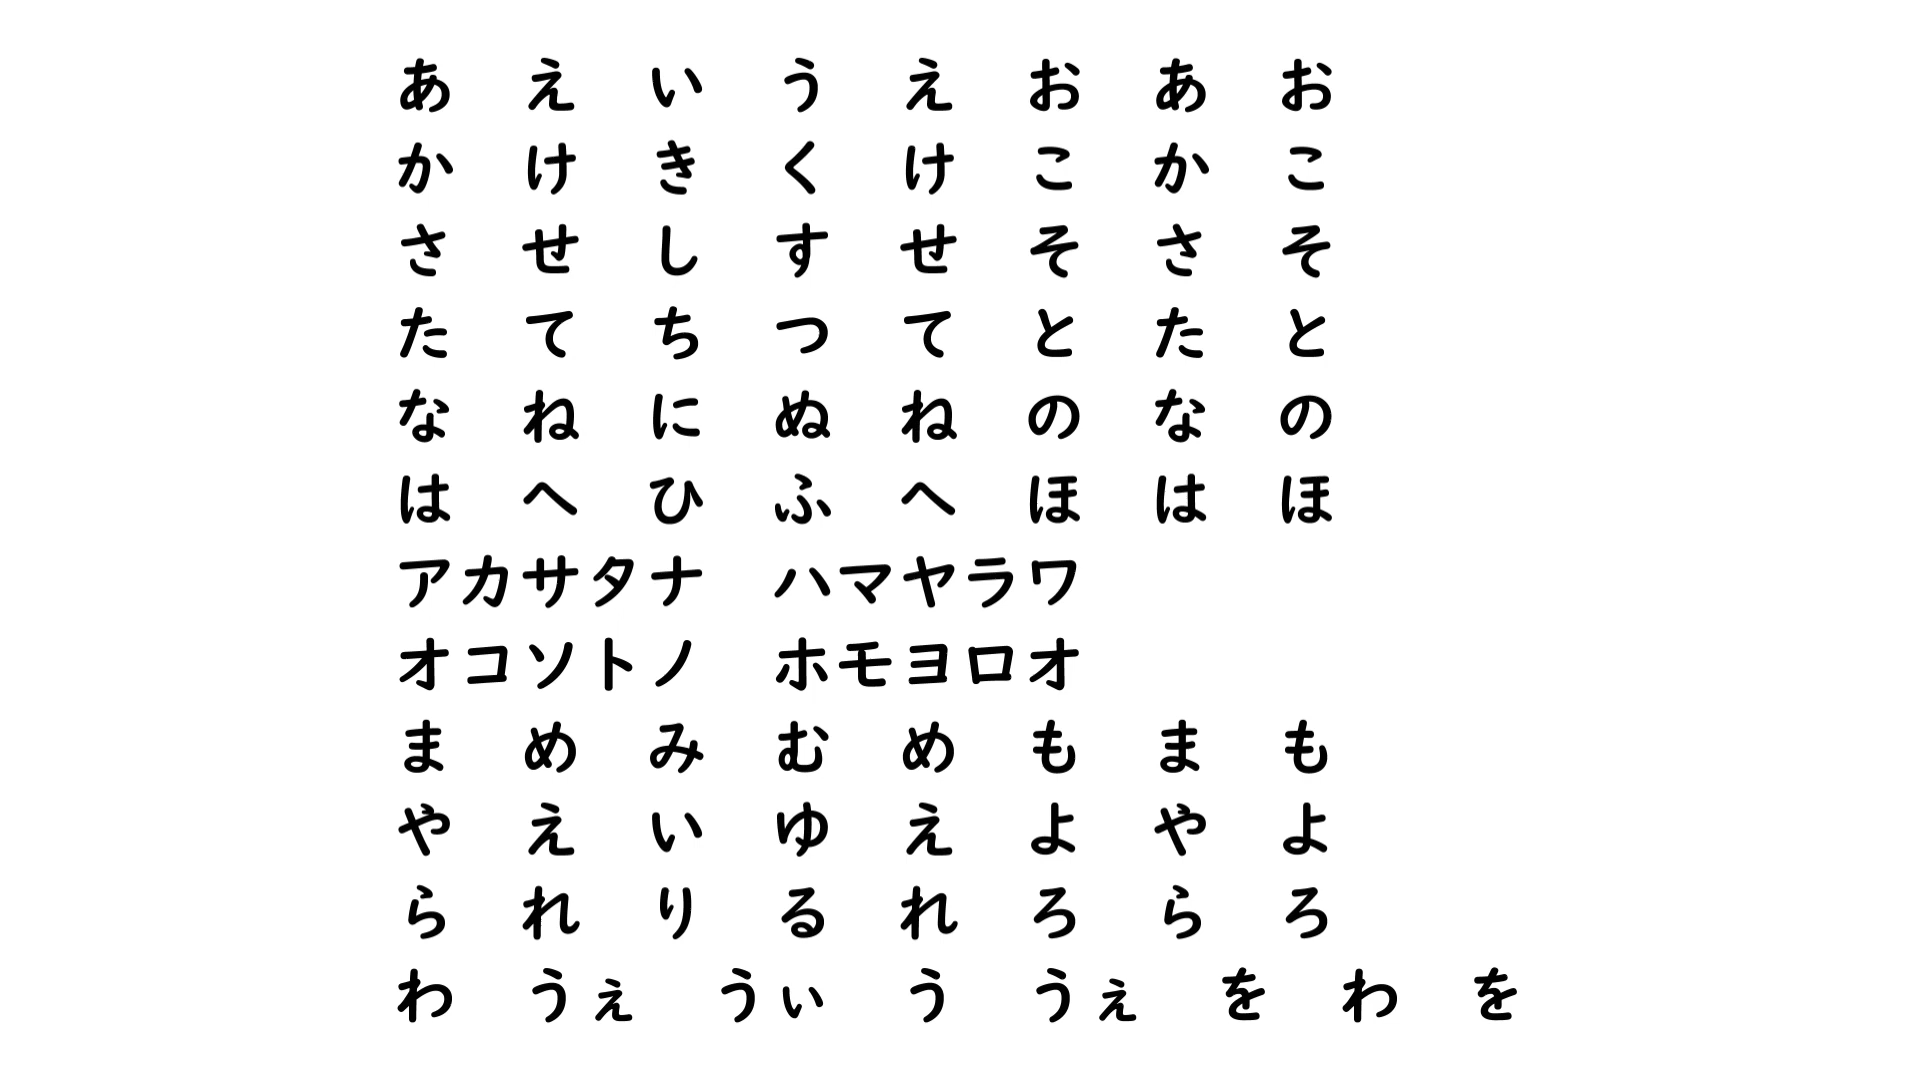 あ え い う え お あ お
か け き く け こ か こ
さ せ し す せ そ さ そ
た て ち つ て と た と
な ね に ぬ ね の な の
は へ ひ ふ へ ほ は ほ
アカサタナ ハマヤラワ
オコソトノ ホモヨロオ
ま め み む め も ま も
や え い ゆ え よ や よ
ら れ り る れ ろ ら ろ
わ うぇ うぃ う うぇ を わ を